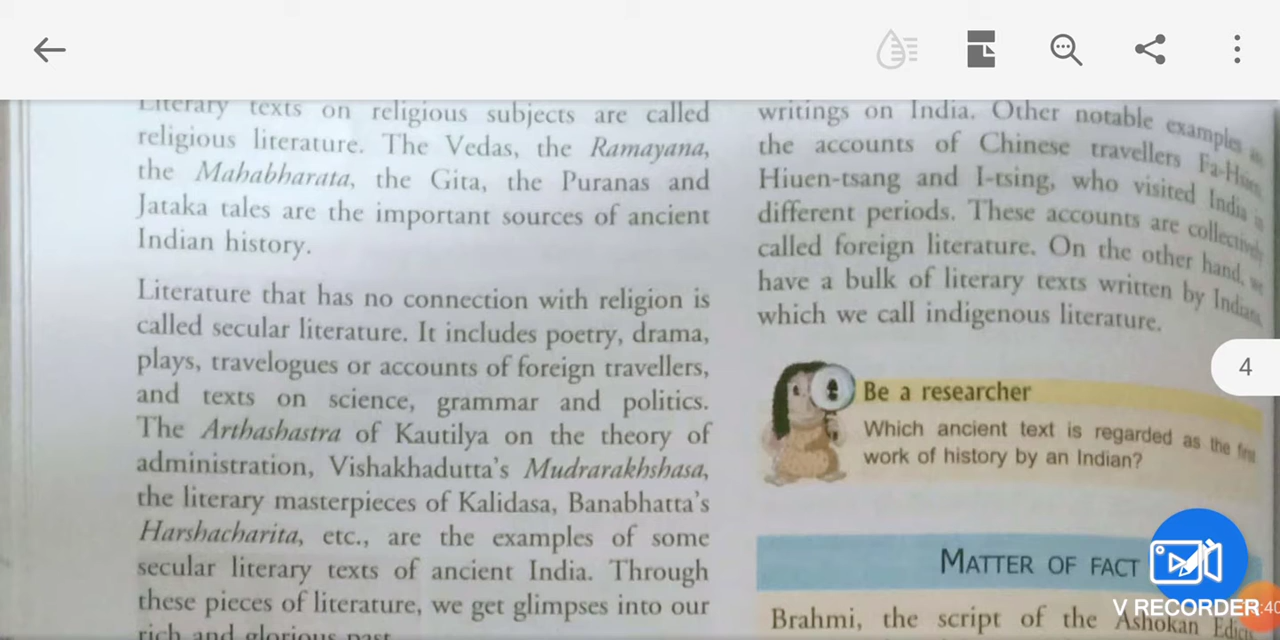 Literary texts on religious subjects are called
religious literature. The Vedas, the Ramayana,
the Mahabharata, the Gita, the Puranas and
Jataka tales are the important sources of ancient
Indian history.
Literature that has no connection with religion is
called secular literature. It includes poetry, drama,
plays, travelogues or accounts of foreign travellers,
and texts on science, grammar and politics.
The Arthashastra of Kautilya on the theory of
administration, Vishakhadutta's Mudrarakhshasa,
the literary masterpieces of Kalidasa, Banabhatta's
Harshacharita, etc., are the examples of some
secular literary texts of ancient India. Through
these pieces of literature, we get glimpses into our
rich and glorious past
writings on India. Other notable examples
the accounts of Chinese travellers Fa-Hien,
Hiuen-tsang and I-tsing, who visited India
different periods. These accounts are collectively
called foreign literature. On the other hand, we
have a bulk of literary texts written by Indians,
which we call indigenous literature.
4
Be a researcher
Which ancient text is regarded as the first
work of history by an Indian?
MATTER OF FACT
Brahmi, the script of the Ashokan Edicts
V RECORDER
:40